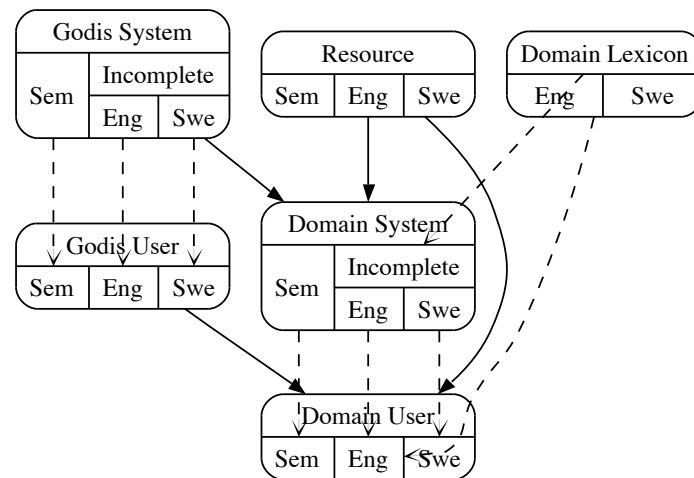 Godis System
Sem
Incomplete
Eng
Swe
Resource
Sem
Eng
Swe
Domain Lexicon
Eng
Swe
Godis User
Sem
Eng
Swe
Domain System
Sem
Incomplete
Eng
Swe
Domain User
Sem
Eng
Swe